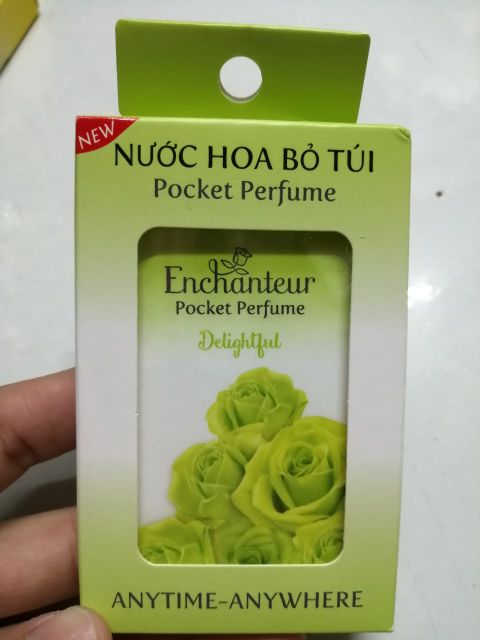 NEW
NƯỚC HOA BỎ TÚI
Pocket Perfume
Enchanteur
Pocket Perfume
Delightful
ANYTIME-ANYWHERE